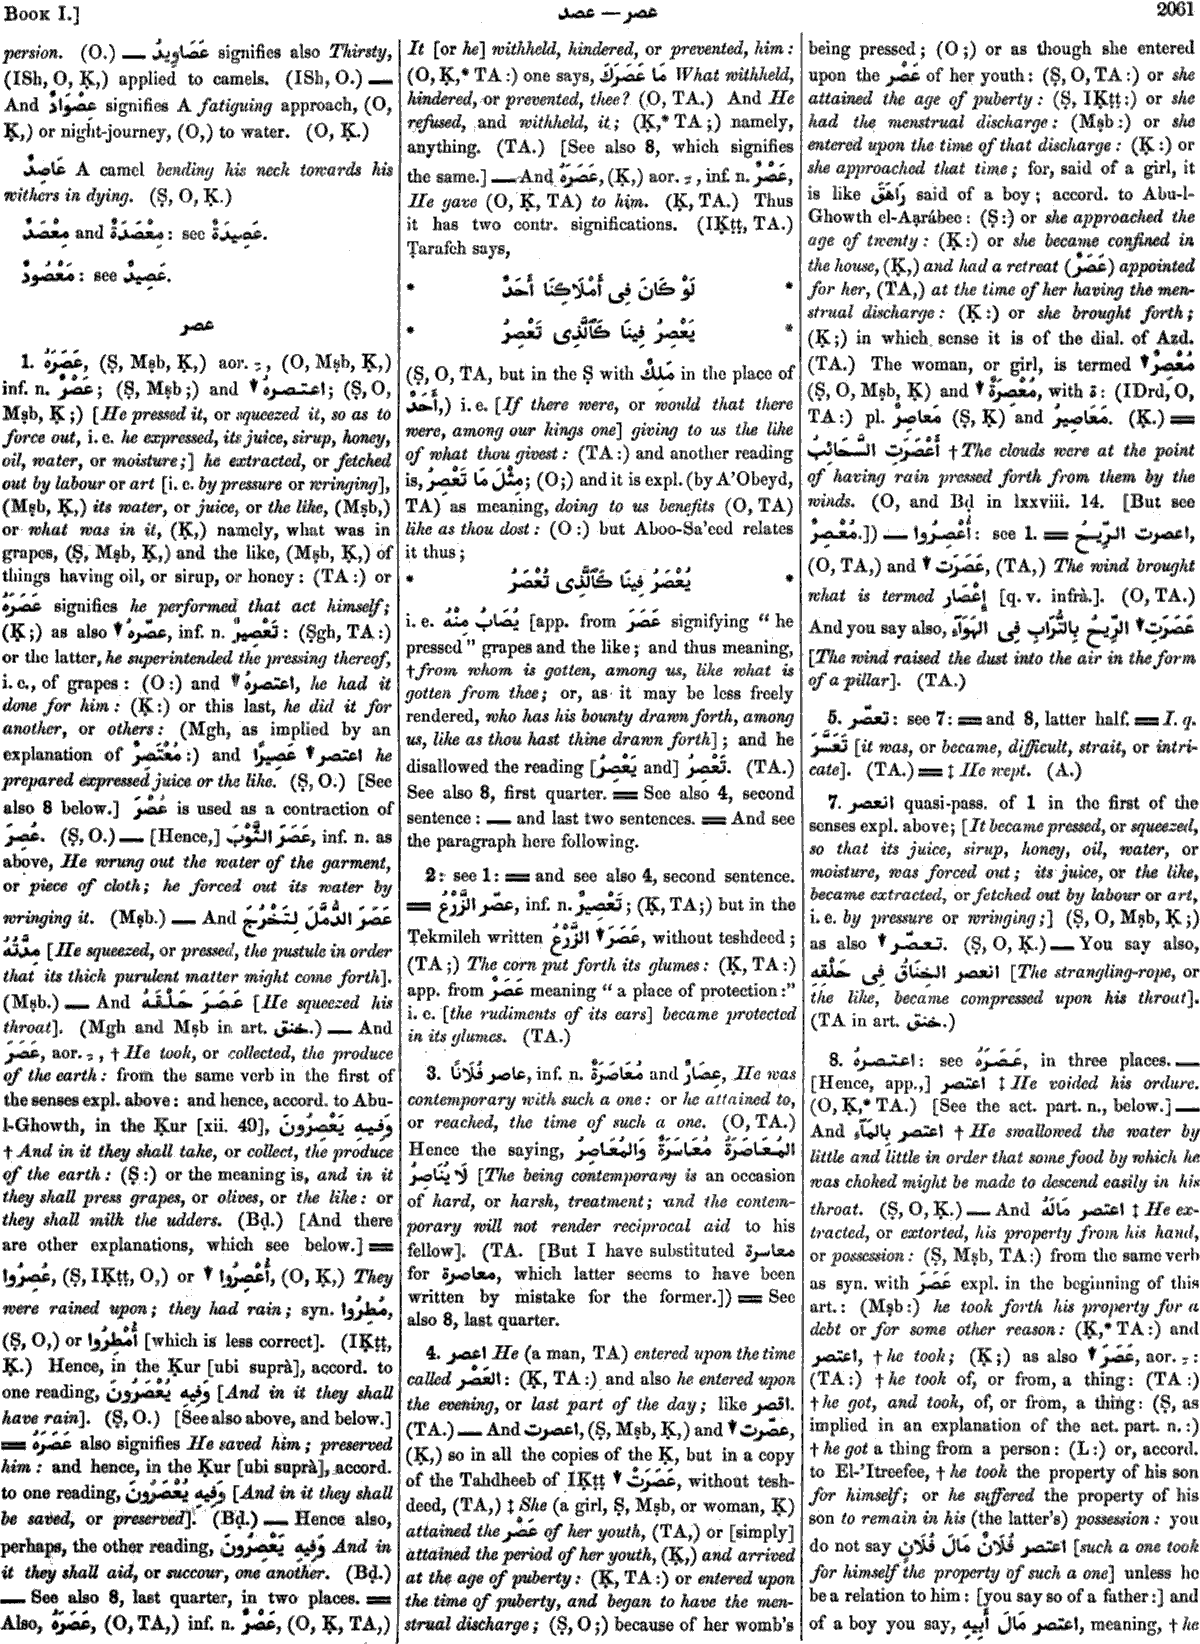 Book I.]
عصر — عصد
2061
persion. (O.) — عَصَاوِيدُ signifies also Thirsty,
(ISh, O, Ḳ,) applied to camels. (ISh, O.) —
And عِصْوَادٌ signifies A fatiguing approach, (O,
Ḳ,) or night-journey, (O,) to water. (O, Ḳ.)
عَاصِدٌ A camel bending his neck towards his
withers in dying. (Ṣ, O, Ḳ.)
مِعْصَدٌ and مِعْصَدَةٌ: see عَصِيدَةٌ.
مَعْصُودٌ: see عَصِيدٌ.
عصر
1. عَصَرَهُ, (Ṣ, Mṣb, Ḳ,) aor. ـِ, (O, Mṣb, Ḳ,)
inf. n. عَصْرٌ; (Ṣ, Mṣb;) and ▼ اعتصرهُ; (Ṣ, O,
Mṣb, Ḳ;) [He pressed it, or squeezed it, so as to
force out, i. e. he expressed, its juice, sirup, honey,
oil, water, or moisture;] he extracted, or fetched
out by labour or art [i. e. by pressure or wringing],
(Mṣb, Ḳ,) its water, or juice, or the like, (Mṣb,)
or what was in it, (Ḳ,) namely, what was in
grapes, (Ṣ, Mṣb, Ḳ,) and the like, (Mṣb, Ḳ,) of
things having oil, or sirup, or honey: (TA:) or
عَصَرَهُ signifies he performed that act himself;
(Ḳ;) as also ▼ عصّرهُ, inf. n. تَعْصِيرٌ: (Ṣgh, TA:)
or the latter, he superintended the pressing thereof,
i. e., of grapes: (O:) and ▼ اعتصرهُ, he had it
done for him: (Ḳ:) or this last, he did it for
another, or others: (Mgh, as implied by an
explanation of مُعْتَصِرٌ:) and ▼ اعتصر عَصِيرًا he
prepared expressed juice or the like. (Ṣ, O.) [See
also 8 below.] عُصْرَ is used as a contraction of
عُصِرَ. (Ṣ, O.) — [Hence,] عَصَرَ الثَّوْبَ, inf. n. as
above, He wrung out the water of the garment,
or piece of cloth; he forced out its water by
wringing it. (Mṣb.) — And عَصَرَ الدُّمَّلَ لِتَخْرُجَ
مِدَّتُهُ [He squeezed, or pressed, the pustule in order
that its thich purulent matter might come forth].
(Mṣb.) — And عَصَرَ حَلْقَهُ [He squeezed his
throat]. (Mgh and Mṣb in art. خنق.) — And
عَصَرَ, aor. ـِ, † He took, or collected, the produce
of the earth: from the same verb in the first of
the senses expl. above: and hence, accord. to Abu-
l-Ghowth, in the Ḳur [xii. 49], وَفِيهِ يَعْصِرُونَ
† And in it they shall take, or collect, the produce
of the earth: (Ṣ:) or the meaning is, and in it
they shall press grapes, or olives, or the like: or
they shall milk the udders. (Bḍ.) [And there
are other explanations, which see below.] ═
عُصِرُوا, (Ṣ, IḲṭṭ, O,) or ▼ أُعْصِرُوا, (O, Ḳ,) They
were rained upon; they had rain; syn. مُطِرُوا,
(Ṣ, O,) or أُمْطِرُوا [which is less correct]. (IḲṭṭ,
Ḳ.) Hence, in the Ḳur [ubi suprà], accord. to
one reading, وَفِيهِ يُعْصَرُونَ [And in it they shall
have rain]. (Ṣ, O.) [See also above, and below.]
═ عَصَرَهُ also signifies He saved him; preserved
him: and hence, in the Ḳur [ubi suprà], accord.
to one reading, وَفِيهِ يُعْصَرُونَ [And in it they shall
be saved, or preserved]. (Bḍ.) — Hence also,
perhaps, the other reading, وَفِيهِ يَعْصِرُونَ And in
it they shall aid, or succour, one another. (Bḍ.)
— See also 8, last quarter, in two places. ═
Also, عَصَرَهُ, (O, TA,) inf. n. عَصْرٌ, (O, Ḳ, TA,)
It [or he] withheld, hindered, or prevented, him:
(O, Ḳ,* TA:) one says, مَا عَصَرَكَ What withheld,
hindered, or prevented, thee? (O, TA.) And He
refused, and withheld, it; (Ḳ,* TA;) namely,
anything. (TA.) [See also 8, which signifies
the same.] — And عَصَرَهُ, (Ḳ,) aor. ـِ, inf. n. عَصْرٌ,
He gave (O, Ḳ, TA) to him. (Ḳ, TA.) Thus
it has two contr. significations. (IḲṭṭ, TA.)
Ṭarafeh says,
* لَوْ كَانَ فِى أَمْلَاكِنَا أَحَدٌ *
* يَعْصِرُ فِينَا كَٱلَّذِى تَعْصِرُ *
(Ṣ, O, TA, but in the Ṣ with مَلِكٌ in the place of
أَحَدٌ,) i. e. [If there were, or would that there
were, among our kings one] giving to us the like
of what thou givest: (TA:) and another reading
is, مِثْلَ مَا تَعْصِرُ; (O;) and it is expl. (by A'Obeyd,
TA) as meaning, doing to us benefits (O, TA)
like as thou dost: (O:) but Aboo-Sa'eed relates
it thus;
* يُعْصَرُ فِينَا كَٱلَّذِى تُعْصَرُ *
i. e. يُصَابُ مِنْهُ [app. from عَصَرَ signifying “he
pressed” grapes and the like; and thus meaning,
† from whom is gotten, among us, like what is
gotten from thee; or, as it may be less freely
rendered, who has his bounty drawn forth, among
us, like as thou hast thine drawn forth]; and he
disallowed the reading [يَعْصِرُ and] تَعْصِرُ. (TA.)
See also 8, first quarter. ═ See also 4, second
sentence: — and last two sentences. ═ And see
the paragraph here following.
2: see 1: ═ and see also 4, second sentence.
═ عصّر الزَّرْعُ, inf. n. تَعْصِيرٌ; (Ḳ, TA;) but in the
Ṭekmileh written ▼ عَصَرَ الزَّرْعُ, without teshdeed;
(TA;) The corn put forth its glumes: (Ḳ, TA:)
app. from عَصَرٌ meaning “a place of protection:”
i. e. [the rudiments of its ears] became protected
in its glumes. (TA.)
3. عاصر فُلَانًا, inf. n. مُعَاصَرَةٌ and عِصَارٌ, He was
contemporary with such a one: or he attained to,
or reached, the time of such a one. (O, TA.)
Hence the saying, المُعَاصَرَةُ مُعَاسَرَةٌ وَالمُعَاصِرُ
لَا يُنَاصِرُ [The being contemporary is an occasion
of hard, or harsh, treatment; and the contem-
porary will not render reciprocal aid to his
fellow]. (TA. [But I have substituted معاسرة
for معاصرة, which latter seems to have been
written by mistake for the former.]) ═ See
also 8, last quarter.
4. اعصر He (a man, TA) entered upon the time
called العَصْرُ: (Ḳ, TA:) and also he entered upon
the evening, or last part of the day; like اقصر.
(TA.) — And اعصرت, (Ṣ, Mṣb, Ḳ,) and ▼ عصّرت,
(Ḳ,) so in all the copies of the Ḳ, but in a copy
of the Tahdheeb of IḲṭṭ ▼ عَصَرَتْ, without tesh-
deed, (TA,) ‡ She (a girl, Ṣ, Mṣb, or woman, Ḳ)
attained the عَصْر of her youth, (TA,) or [simply]
attained the period of her youth, (Ḳ,) and arrived
at the age of puberty: (Ḳ, TA:) or entered upon
the time of puberty, and began to have the men-
strual discharge; (Ṣ, O;) because of her womb's
being pressed; (O;) or as though she entered
upon the عَصْر of her youth: (Ṣ, O, TA:) or she
attained the age of puberty: (Ṣ, IḲṭṭ:) or she
had the menstrual discharge: (Mṣb:) or she
entered upon the time of that discharge: (Ḳ:) or
she approached that time; for, said of a girl, it
is like رَاهَقَ said of a boy; accord. to Abu-l-
Ghowth el-Aạrábee: (Ṣ:) or she approached the
age of twenty: (Ḳ:) or she became confined in
the house, (Ḳ,) and had a retreat (عَصَرٌ) appointed
for her, (TA,) at the time of her having the men-
strual discharge: (Ḳ:) or she brought forth;
(Ḳ;) in which sense it is of the dial. of Azd.
(TA.) The woman, or girl, is termed ▼ مُعْصِرٌ
(Ṣ, O, Mṣb, Ḳ) and ▼ مُعْصِرَةٌ, with ة: (IDrd, O,
TA:) pl. مَعَاصِرُ (Ṣ, Ḳ) and مَعَاصِيرُ. (Ḳ.) ═
أَعْصَرَتِ السَّحَائِبُ † The clouds were at the point
of having rain pressed forth from them by the
winds. (O, and Bḍ in lxxviii. 14. [But see
مُعْصِرٌ.]) — أُعْصِرُوا: see 1. ═ اعصرت الرِّيحُ,
(O, TA,) and ▼ عَصَرَت, (TA,) The wind brought
what is termed إِعْصَار [q. v. infrà.]. (O, TA.)
And you say also, ▼ عَصَرَتِ الرِّيحُ بِالتُّرَابِ فِى الهَوَآءِ
[The wind raised the dust into the air in the form
of a pillar]. (TA.)
5. تعصّر: see 7: ═ and 8, latter half. ═ I. q.
تَعَسَّرَ [it was, or became, difficult, strait, or intri-
cate]. (TA.) ═ ‡ He wept. (A.)
7. انعصر quasi-pass. of 1 in the first of the
senses expl. above; [It became pressed, or squeezed,
so that its juice, sirup, honey, oil, water, or
moisture, was forced out; its juice, or the like,
became extracted, or fetched out by labour or art,
i. e. by pressure or wringing;] (Ṣ, O, Mṣb, Ḳ;)
as also ▼ تعصّر. (Ṣ, O, Ḳ.) — You say also,
انعصر الخِنَاقُ فِى حَلْقِهِ [The strangling-rope, or
the like, became compressed upon his throat].
(TA in art. خنق.)
8. اعتصرهُ: see عَصَرَهُ, in three places. —
[Hence, app.,] اعتصر ‡ He voided his ordure.
(O, Ḳ,* TA.) [See the act. part. n., below.] —
And اعتصر بِالْمَآءِ † He swallowed the water by
little and little in order that some food by which he
was choked might be made to descend easily in his
throat. (Ṣ, O, Ḳ.) — And اعتصر مَالَهُ ‡ He ex-
tracted, or extorted, his property from his hand,
or possession: (Ṣ, Mṣb, TA:) from the same verb
as syn. with عَصَرَ expl. in the beginning of this
art.: (Mṣb:) he took forth his property for a
debt or for some other reason: (Ḳ,* TA:) and
اعتصر, † he took; (Ḳ;) as also ▼ عَصَرَ, aor. ـِ:
(TA:) † he took of, or from, a thing: (TA:)
† he got, and took, of, or from, a thing: (Ṣ, as
implied in an explanation of the act. part. n.:)
† he got a thing from a person: (L:) or, accord.
to El-'Itreefee, † he took the property of his son
for himself; or he suffered the property of his
son to remain in his (the latter's) possession: you
do not say اعتصر فُلَانٌ مَالَ فُلَانٍ [such a one took
for himself the property of such a one] unless he
be a relation to him: [you say so of a father:] and
of a boy you say, اعتصر مَالَ أَبِيهِ, meaning, † he